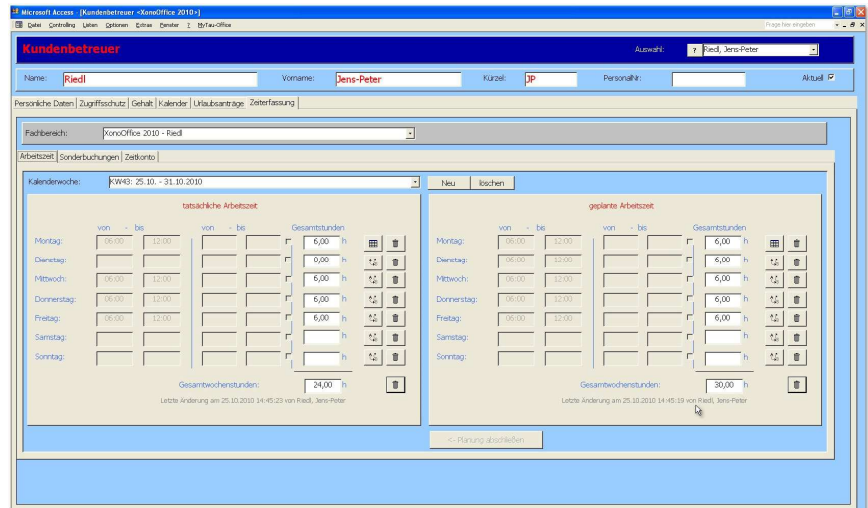 Microsoft Access - [Kundenbetreuer <XonoOffice 2010>]
Datei Controlling Listen Optionen Extras Fenster ? MyTau-Office Frage hier eingeben
Kundenbetreuer Auswahl: ? Riedl, Jens-Peter
Name: Riedl Vorname: Jens-Peter Kürzel: JP PersonalNr: Aktuell
Persönliche Daten Zugriffsschutz Gehalt Kalender Urlaubsanträge Zeiterfassung
Fachbereich: XonoOffice 2010 - Riedl
Arbeitszeit Sonderbuchungen Zeitkonto
Kalenderwoche: KW43: 25.10. - 31.10.2010 Neu löschen
tatsächliche Arbeitszeit
von - bis von - bis Gesamtstunden
Montag: 06:00 12:00 6,00 h
Dienstag: 0,00 h
Mittwoch: 06:00 12:00 6,00 h
Donnerstag: 06:00 12:00 6,00 h
Freitag: 06:00 12:00 6,00 h
Samstag: h
Sonntag: h
Gesamtwochenstunden: 24,00 h
Letzte Änderung am 25.10.2010 14:45:23 von Riedl, Jens-Peter
geplante Arbeitszeit
von - bis von - bis Gesamtstunden
Montag: 06:00 12:00 6,00 h
Dienstag: 06:00 12:00 6,00 h
Mittwoch: 06:00 12:00 6,00 h
Donnerstag: 06:00 12:00 6,00 h
Freitag: 06:00 12:00 6,00 h
Samstag: h
Sonntag: h
Gesamtwochenstunden: 30,00 h
Letzte Änderung am 25.10.2010 14:45:19 von Riedl, Jens-Peter
<- Planung abschließen